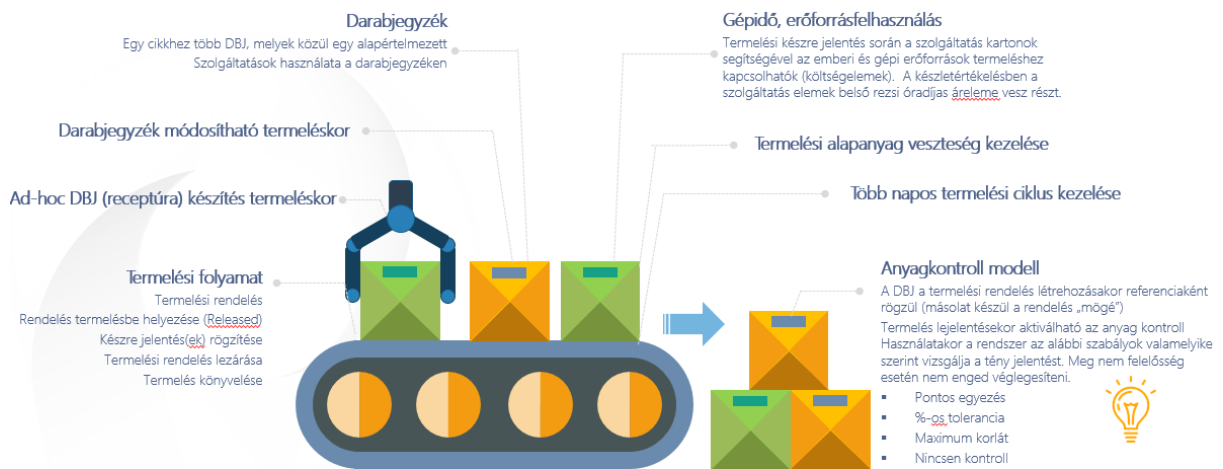 Darabjegyzék
Egy cikkhez több DBJ, melyek közül egy alapértelmezett
Szolgáltatások használata a darabjegyzéken
Darabjegyzék módosítható termeléskor
Ad-hoc DBJ (receptúra) készítés termeléskor
Termelési folyamat
Termelési rendelés
Rendelés termelésbe helyezése (Released)
Készre jelentés(ek) rögzítése
Termelési rendelés lezárása
Termelés könyvelése
Gépidő, erőforrásfelhasználás
Termelési készre jelentés során a szolgáltatás kartonok
segítségével az emberi és gépi erőforrások termeléshez
kapcsolhatók (költségelemek). A készletértékelésben a
szolgáltatás elemek belső rezsi óradíjas áreleme vesz részt.
Termelési alapanyag veszteség kezelése
Több napos termelési ciklus kezelése
Anyagkontroll modell
A DBJ a termelési rendelés létrehozásakor referenciaként
rögzül (másolat készül a rendelés „mögé”)
Termelés lejelentésekor aktiválható az anyag kontroll
Használatakor a rendszer az alábbi szabályok valamelyike
szerint vizsgálja a tény jelentést. Meg nem felelősség
esetén nem enged véglegesíteni.
▪ Pontos egyezés
▪ %-os tolerancia
▪ Maximum korlát
▪ Nincsen kontroll